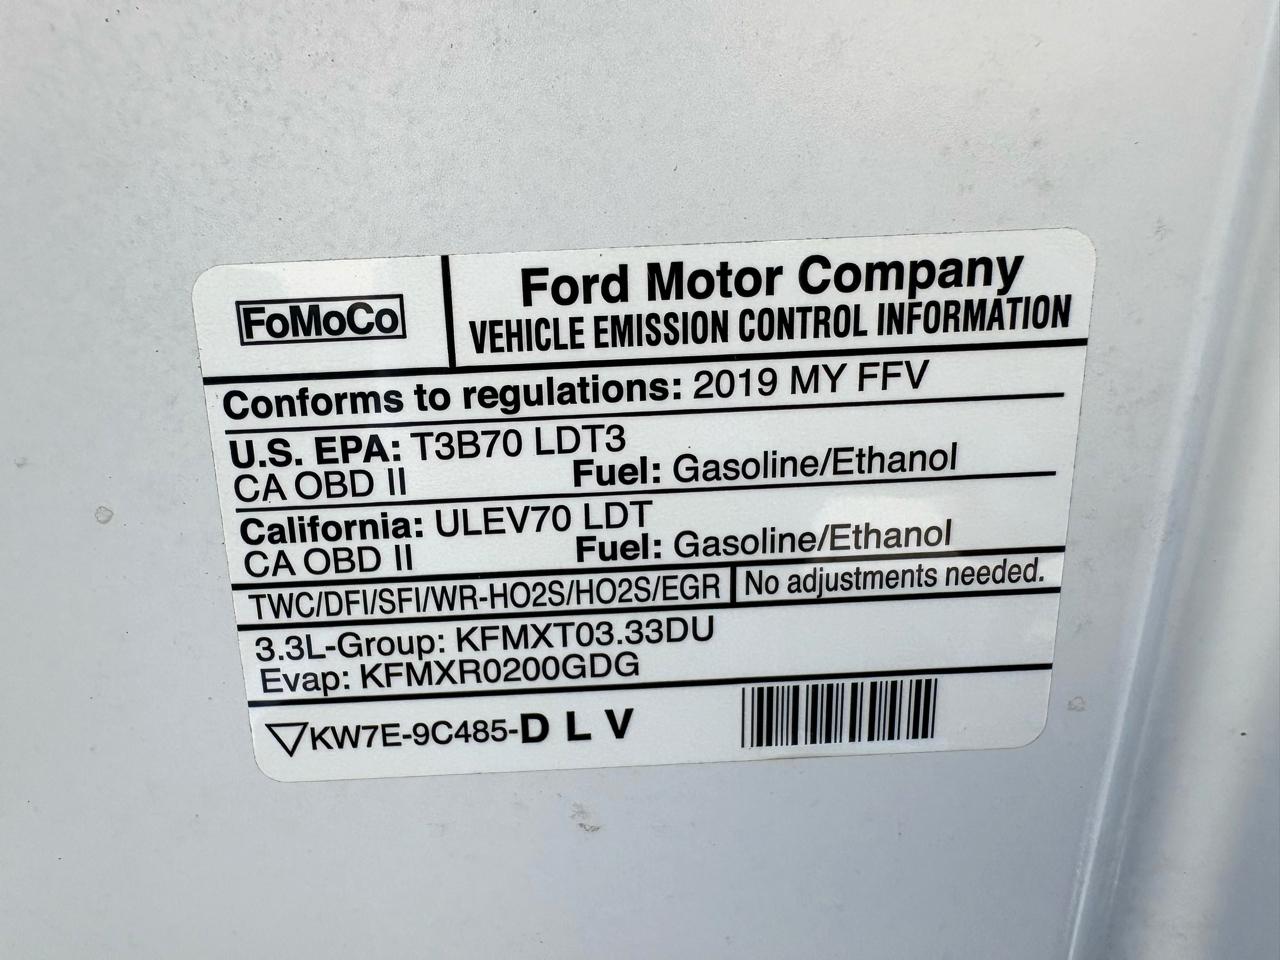 FoMoCo
Ford Motor Company
VEHICLE EMISSION CONTROL INFORMATION
Conforms to regulations: 2019 MY FFV
U.S. EPA: T3B70 LDT3
CA OBD II Fuel: Gasoline/Ethanol
California: ULEV70 LDT
CA OBD II Fuel: Gasoline/Ethanol
TWC/DFI/SFI/WR-HO2S/HO2S/EGR No adjustments needed.
3.3L-Group: KFMXT03.33DU
Evap: KFMXR0200GDG
KW7E-9C485-D L V